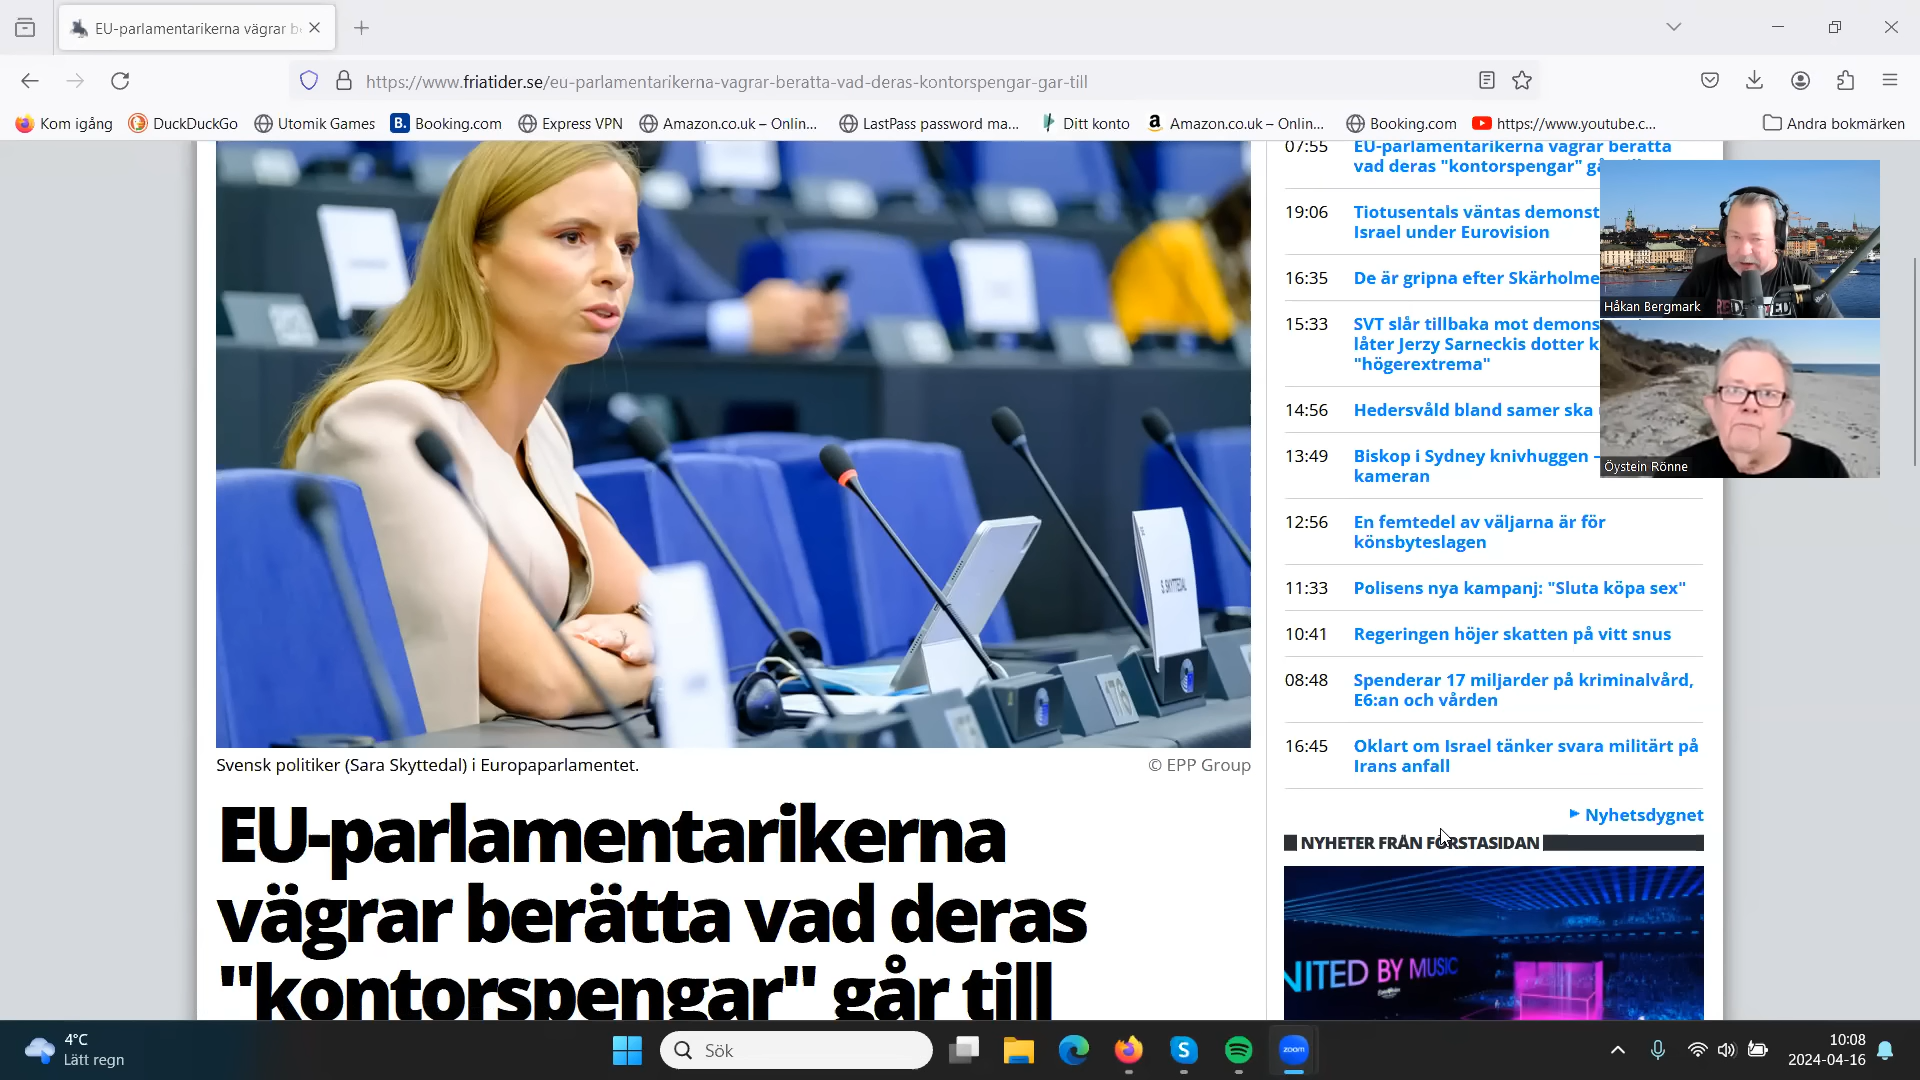 EU-parlamentarikerna vägrar b
https://www.friatider.se/eu-parlamentarikerna-vagrar-beratta-vad-deras-kontorspengar-gar-till
Kom igång
DuckDuckGo
Utomik Games
B. Booking.com
Express VPN
Amazon.co.uk – Onlin...
LastPass password ma...
Ditt konto
a Amazon.co.uk – Onlin...
Booking.com
https://www.youtube.c...
Andra bokmärken
S. SKYTTEDAL
176
Svensk politiker (Sara Skyttedal) i Europaparlamentet.
© EPP Group
EU-parlamentarikerna
vägrar berätta vad deras
"kontorspengar" går till
07:55 EU-parlamentarikerna vägrar berätta
vad deras "kontorspengar"
19:06 Tiotusentals väntas demonst
Israel under Eurovision
16:35 De är gripna efter Skärholme
15:33 SVT slår tillbaka mot demons
låter Jerzy Sarneckis dotter k
"högerextrema"
14:56 Hedersvåld bland samer ska
13:49 Biskop i Sydney knivhuggen –
kameran
12:56 En femtedel av väljarna är för
könsbyteslagen
11:33 Polisens nya kampanj: "Sluta köpa sex"
10:41 Regeringen höjer skatten på vitt snus
08:48 Spenderar 17 miljarder på kriminalvård,
E6:an och vården
16:45 Oklart om Israel tänker svara militärt på
Irans anfall
Nyhetsdygnet
NYHETER FRÅN FÖRSTASIDAN
NITED BY MUSIC
Håkan Bergmark
Öystein Rönne
4°C
Lätt regn
Sök
zoom
10:08
2024-04-16